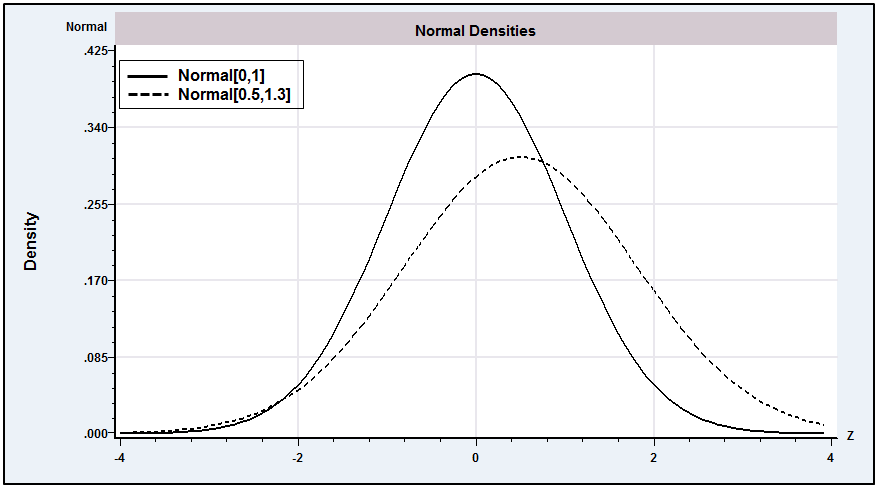 Normal
Normal Densities
.425
Normal[0,1]
Normal[0.5,1.3]
.340
.255
Density
.170
.085
.000
-4 -2 0 2 4 Z